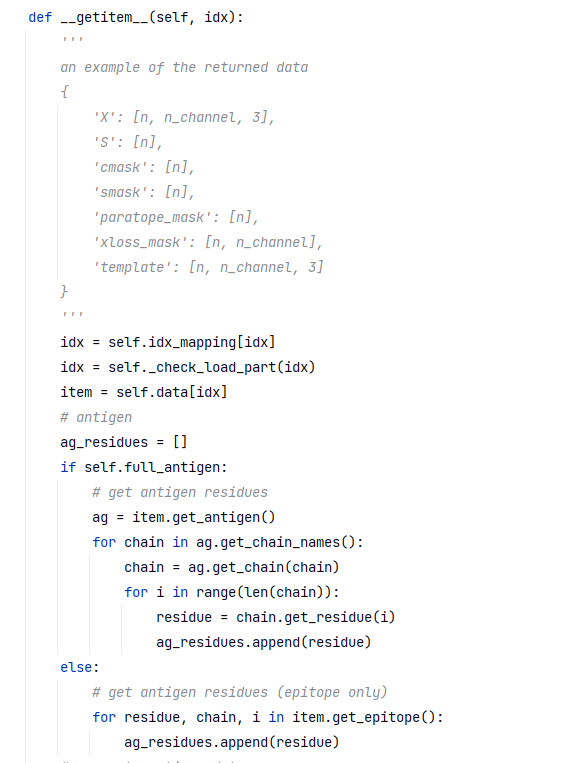 def __getitem__(self, idx):
    '''
    an example of the returned data
    {
        'X': [n, n_channel, 3],
        'S': [n],
        'cmask': [n],
        'smask': [n],
        'paratope_mask': [n],
        'xloss_mask': [n, n_channel],
        'template': [n, n_channel, 3]
    }
    '''
    idx = self.idx_mapping[idx]
    idx = self._check_load_part(idx)
    item = self.data[idx]
    # antigen
    ag_residues = []
    if self.full_antigen:
        # get antigen residues
        ag = item.get_antigen()
        for chain in ag.get_chain_names():
            chain = ag.get_chain(chain)
            for i in range(len(chain)):
                residue = chain.get_residue(i)
                ag_residues.append(residue)
    else:
        # get antigen residues (epitope only)
        for residue, chain, i in item.get_epitope():
            ag_residues.append(residue)